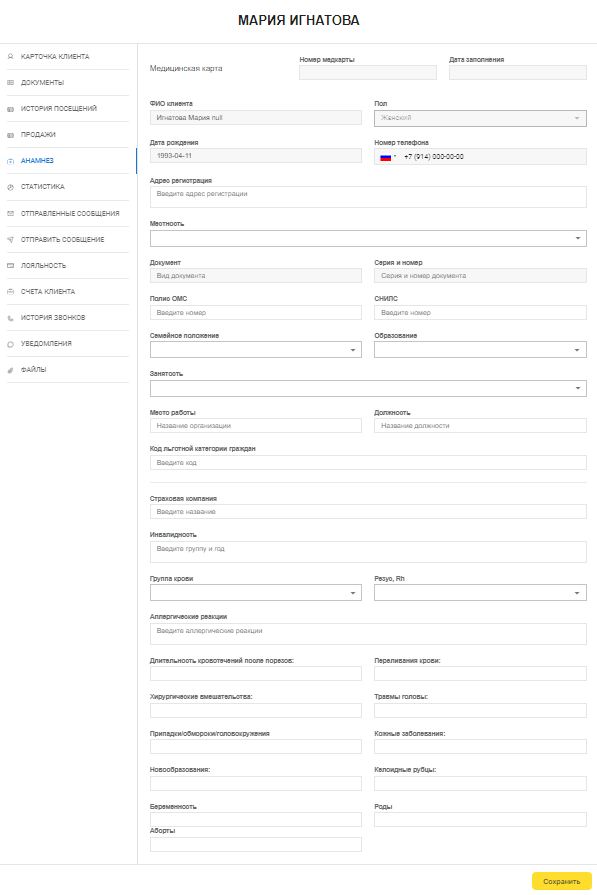 МАРИЯ ИГНАТОВА
КАРТОЧКА КЛИЕНТА
ДОКУМЕНТЫ
ИСТОРИЯ ПОСЕЩЕНИЙ
ПРОДАЖИ
АНАМНЕЗ
СТАТИСТИКА
ОТПРАВЛЕННЫЕ СООБЩЕНИЯ
ОТПРАВИТЬ СООБЩЕНИЕ
ЛОЯЛЬНОСТЬ
СЧЕТА КЛИЕНТА
ИСТОРИЯ ЗВОНКОВ
УВЕДОМЛЕНИЯ
ФАЙЛЫ
Медицинская карта
Номер медкарты
Дата заполнения
ФИО клиента
Пол
Игнатова Мария null
Женский
Дата рождения
Номер телефона
1993-04-11
+7 (914) 000-00-00
Адрес регистрации
Введите адрес регистрации
Местность
Документ
Серия и номер
Вид документа
Серия и номер документа
Полис ОМС
СНИЛС
Введите номер
Введите номер
Семейное положение
Образование
Занятость
Место работы
Должность
Название организации
Название должности
Код льготной категории граждан
Введите код
Страховая компания
Введите название
Инвалидность
Введите группу и год
Группа крови
Резус, Rh
Аллергические реакции
Введите аллергические реакции
Длительность кровотечений после порезов:
Переливания крови:
Хирургические вмешательства:
Травмы головы:
Припадки/обмороки/головокружения
Кожные заболевания:
Новообразования:
Келоидные рубцы:
Беременность
Роды
Аборты
Сохранить